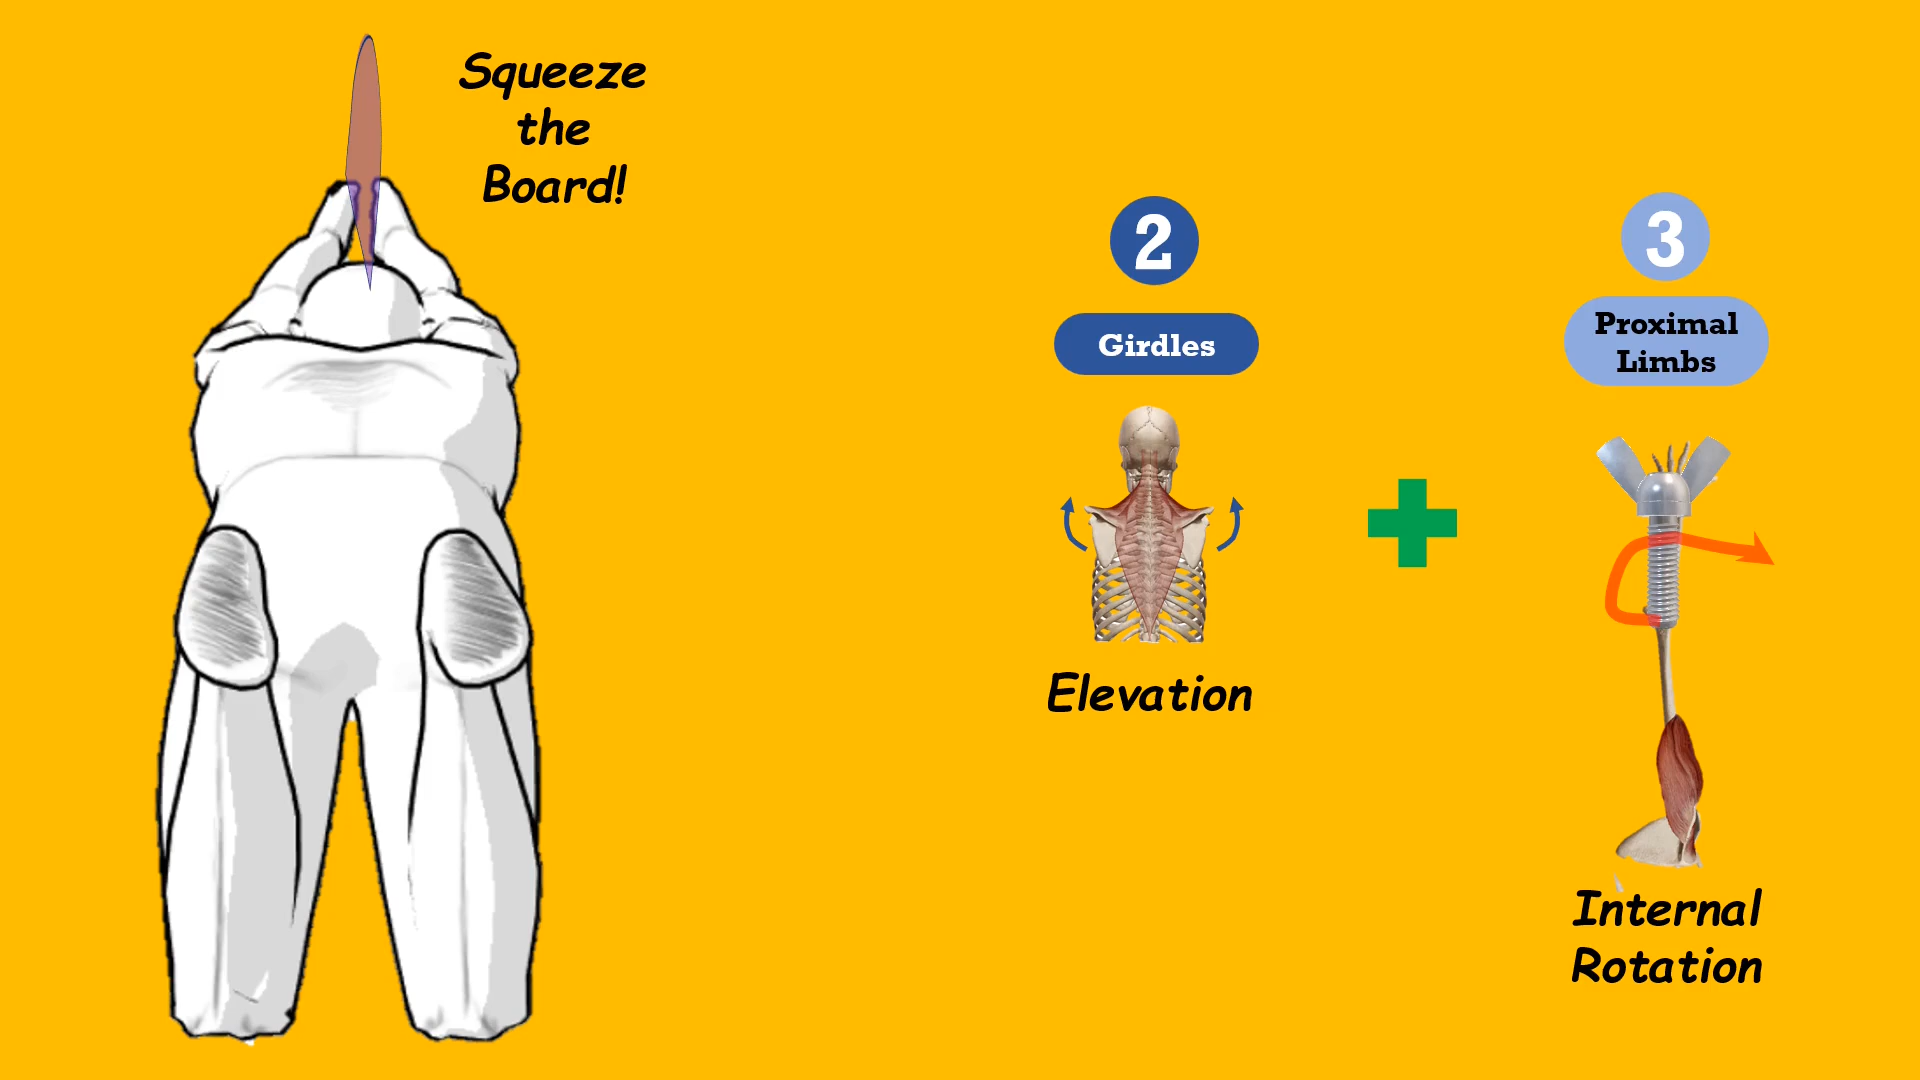 Squeeze
the
Board!
2
Girdles
Elevation
3
Proximal
Limbs
Internal
Rotation